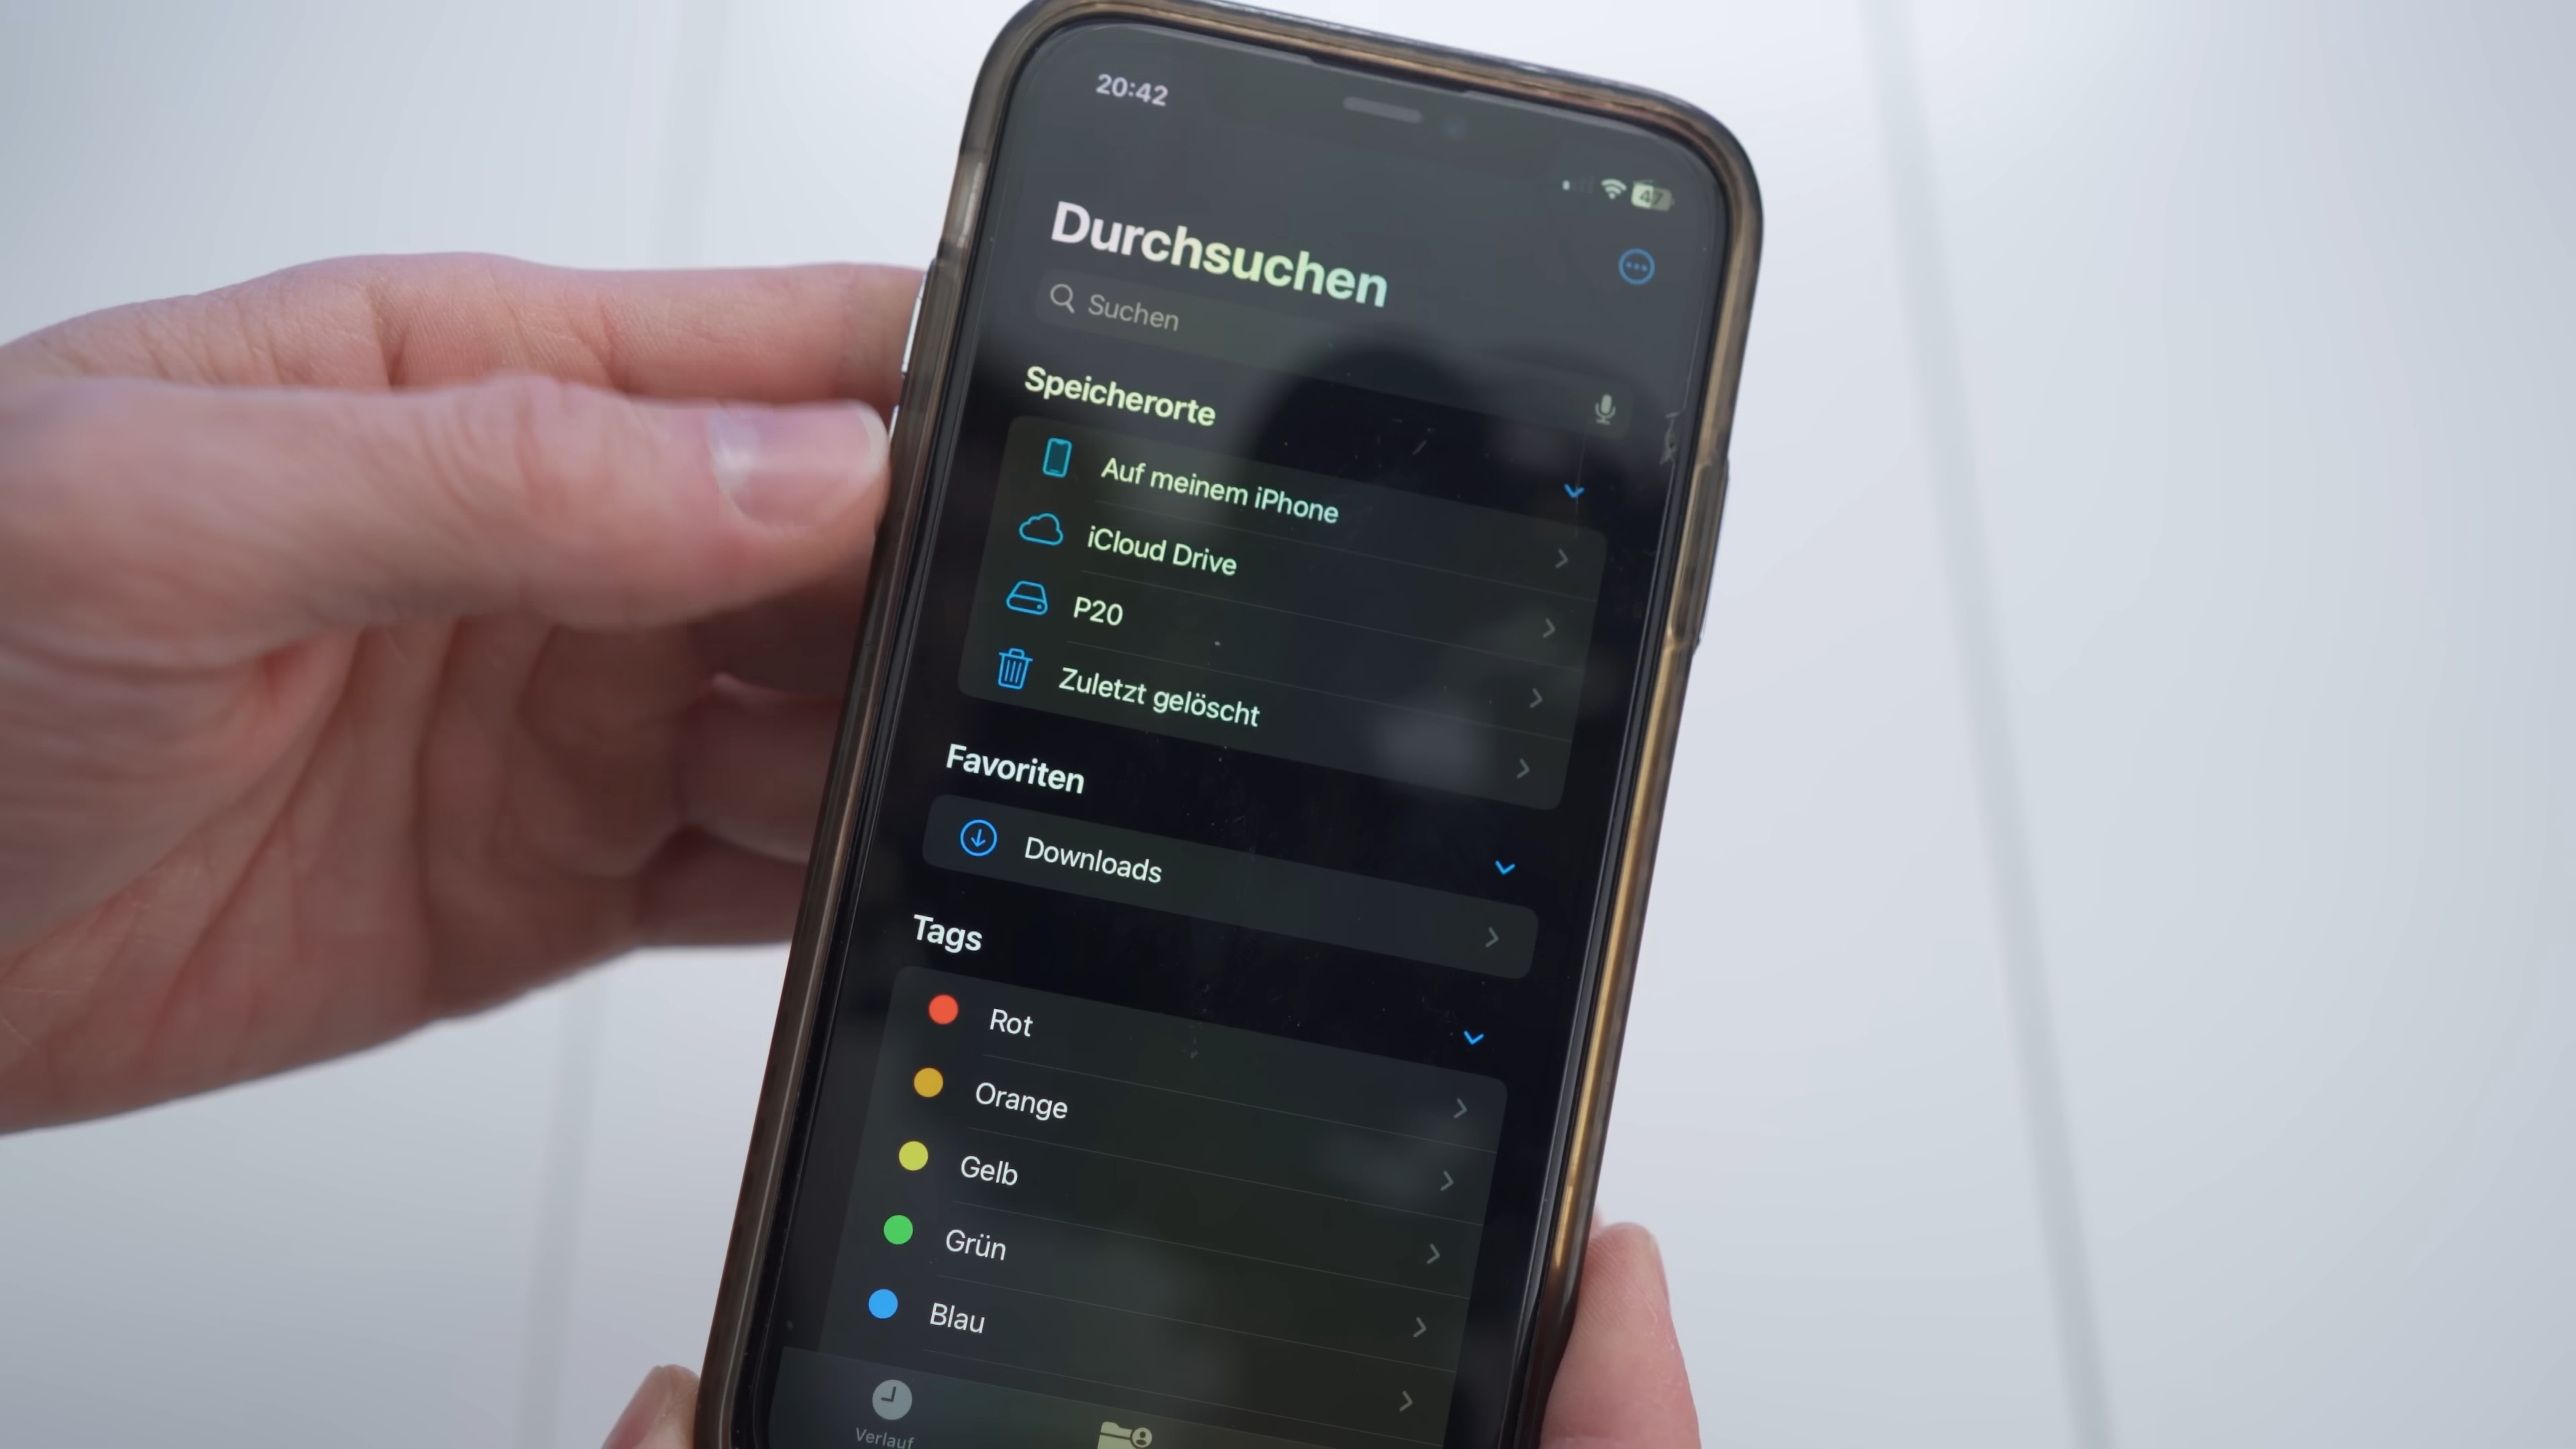 20:42
47
Durchsuchen
Suchen
Speicherorte
Auf meinem iPhone
iCloud Drive
P20
Zuletzt gelöscht
Favoriten
Downloads
Tags
Rot
Orange
Gelb
Grün
Blau
Verlauf